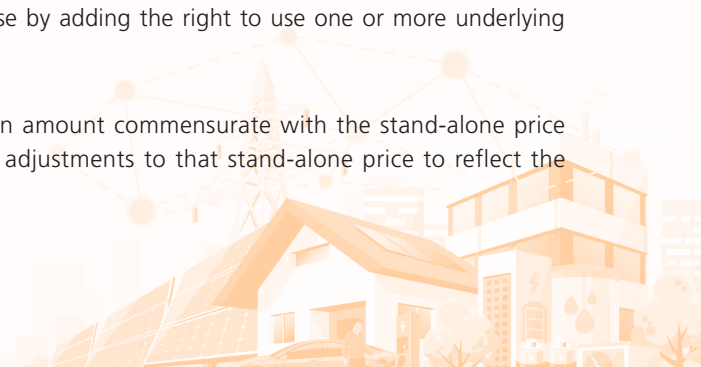 se by adding the right to use one or more underlying
n amount commensurate with the stand-alone price
adjustments to that stand-alone price to reflect the